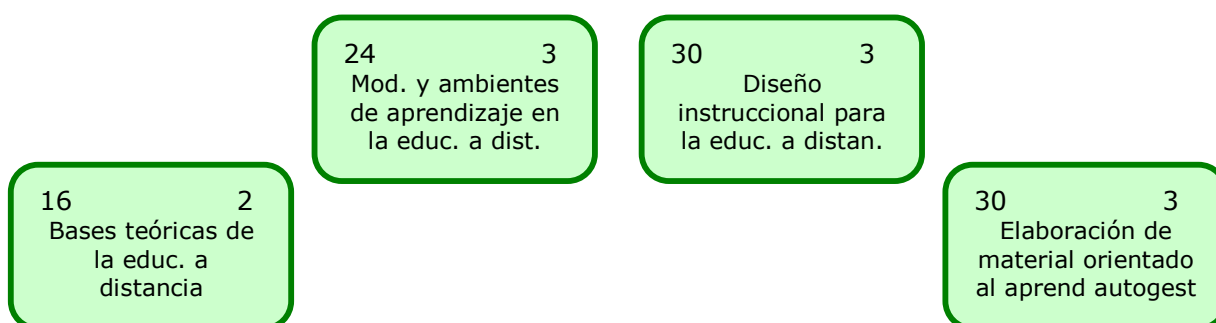 24 3
Mod. y ambientes
de aprendizaje en
la educ. a dist.
30 3
Diseño
instruccional para
la educ. a distan.
16 2
Bases teóricas de
la educ. a
distancia
30 3
Elaboración de
material orientado
al aprend autogest